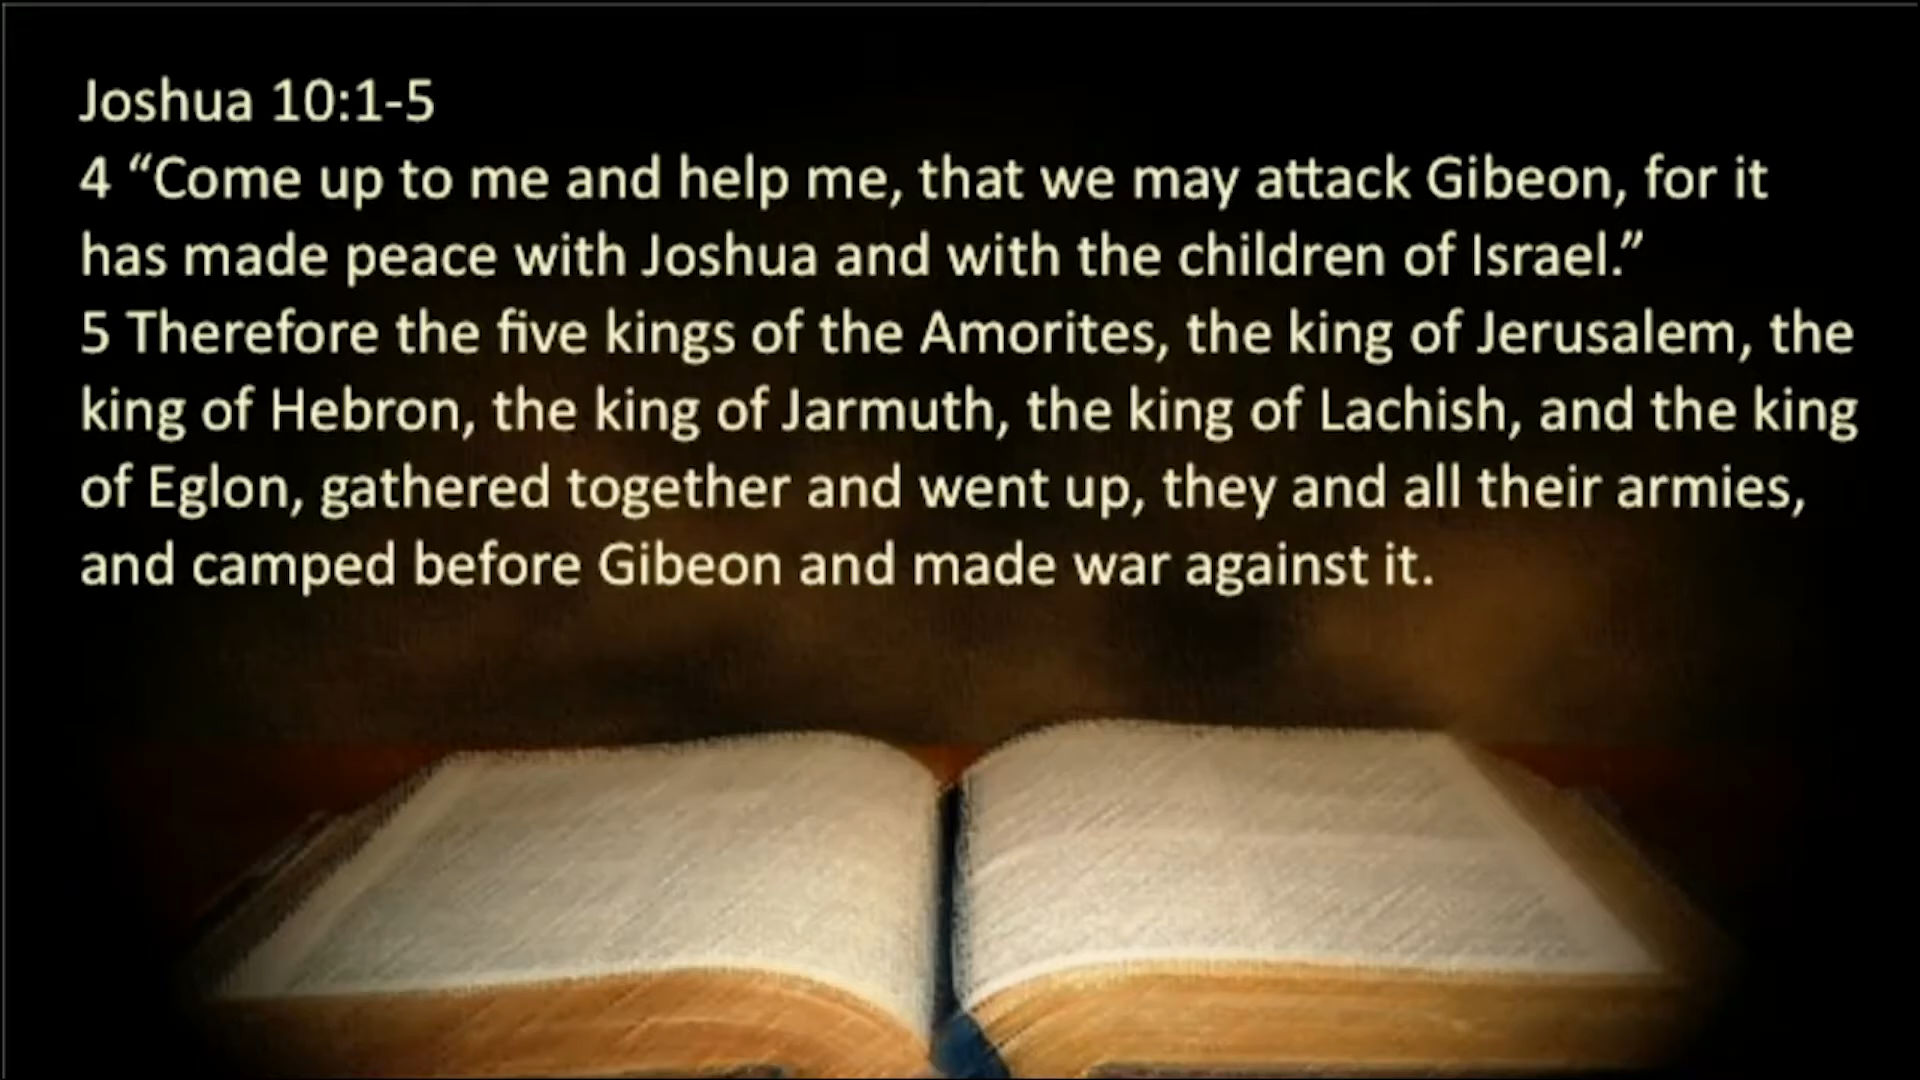 Joshua 10:1-5
4 “Come up to me and help me, that we may attack Gibeon, for it
has made peace with Joshua and with the children of Israel.”
5 Therefore the five kings of the Amorites, the king of Jerusalem, the
king of Hebron, the king of Jarmuth, the king of Lachish, and the king
of Eglon, gathered together and went up, they and all their armies,
and camped before Gibeon and made war against it.